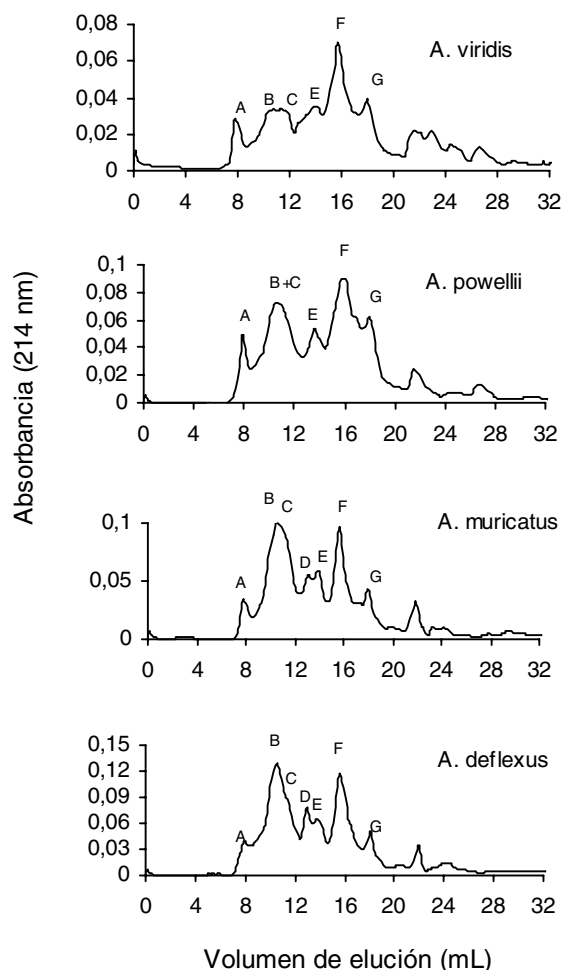 Absorbancia (214 nm)
A. viridis
0,08
0,06
0,04
0,02
0
A
B
C
E
F
G
0 4 8 12 16 20 24 28 32
A. powellii
0,1
0,08
0,06
0,04
0,02
0
A
B+C
E
F
G
0 4 8 12 16 20 24 28 32
A. muricatus
0,1
0,05
0
A
B
C
D
E
F
G
0 4 8 12 16 20 24 28 32
A. deflexus
0,15
0,12
0,09
0,06
0,03
0
A
B
C
D
E
F
G
0 4 8 12 16 20 24 28 32
Volumen de elución (mL)